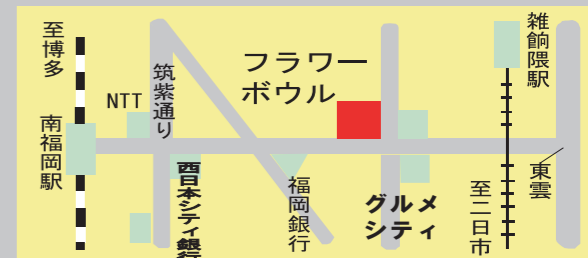 至博多
NTT
筑紫通り
フラワー
ボウル
雑餉隈駅
南福岡駅
西日本シティ銀行
福岡銀行
グルメ
シティ
至二日市
東雲